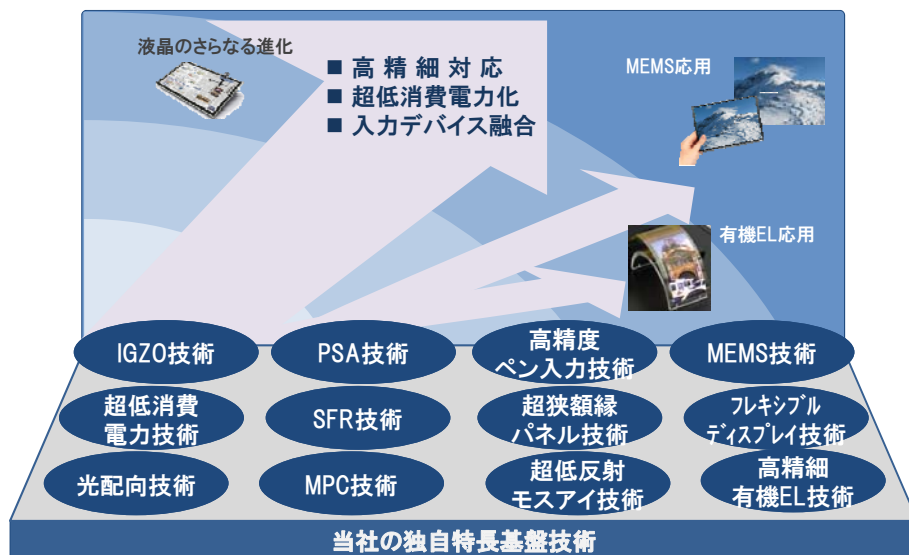 液晶のさらなる進化
■ 高 精 細 対 応
■ 超低消費電力化
■ 入力デバイス融合
MEMS応用
有機EL応用
IGZO技術
PSA技術
高精度
ペン入力技術
MEMS技術
超低消費
電力技術
SFR技術
超狭額縁
パネル技術
ﾌﾚｷｼﾌﾞﾙ
ﾃﾞｨｽﾌﾟﾚｲ技術
光配向技術
MPC技術
超低反射
モスアイ技術
高精細
有機EL技術
当社の独自特長基盤技術